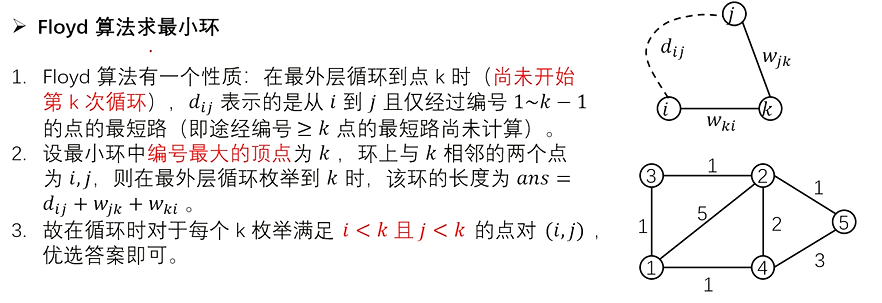 ➢ Floyd 算法求最小环
1. Floyd 算法有一个性质：在最外层循环到点 k 时（尚未开始
第 k 次循环），d_{ij} 表示的是从 i 到 j 且仅经过编号 1~k − 1
的点的最短路（即途经编号 ≥ k 点的最短路尚未计算）。
2. 设最小环中编号最大的顶点为 k ，环上与 k 相邻的两个点
为 i, j，则在最外层循环枚举到 k 时，该环的长度为 ans =
d_{ij} + w_{jk} + w_{ki} 。
3. 故在循环时对于每个 k 枚举满足 i < k 且 j < k 的点对 (i, j) ，
优选答案即可。
j
d_{ij}
w_{jk}
i
k
w_{ki}
3
1
2
1
5
1
2
5
1
4
3
1